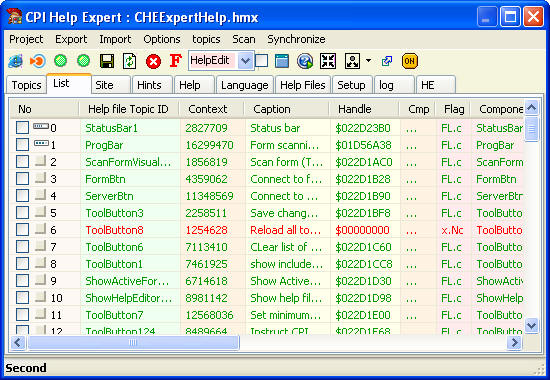 CPI Help Expert : CHEExpertHelp.hmx
Project Export Import Options topics Scan Synchronize
F HelpEdit ON
Topics List Site Hints Help Language Help Files Setup log HE
No Help file Topic ID Context Caption Handle Cmp Flag Compone
0 StatusBar1 2827709 Status bar $022D23B0 ... FL.c StatusBar
1 ProgBar 16299470 Form scanni... $01D56A38 ... FL.c ProgBar
2 ScanFormVisual... 1856819 Scan form (T... $022D1AC0 ... FL.c ScanForm
3 FormBtn 4359062 Connect to f... $022D1B28 ... FL.c FormBtn
4 ServerBtn 11348569 Connect to ... $022D1B90 ... FL.c ServerBtn
5 ToolButton3 2258511 Save chang... $022D1BF8 ... FL.c ToolButto
6 ToolButton8 1254628 Reload all to... $00000000 ... x.Nc ToolButto
7 ToolButton6 7113410 CLear list of ... $022D1C60 ... FL.c ToolButto
8 ToolButton1 7461925 show include... $022D1CC8 ... FL.c ToolButto
9 ShowActiveFor... 6714618 Show Active... $022D1D30 ... FL.c ShowActiv
10 ShowHelpEditor... 8981142 Show help fil... $022D1D98 ... FL.c ShowHelp
11 ToolButton7 12568036 Set minimum... $022D1E00 ... FL.c ToolButto
12 ToolButton124 8489664 Instruct CPI ... $022D1E68 ... FL.c ToolButto
Second